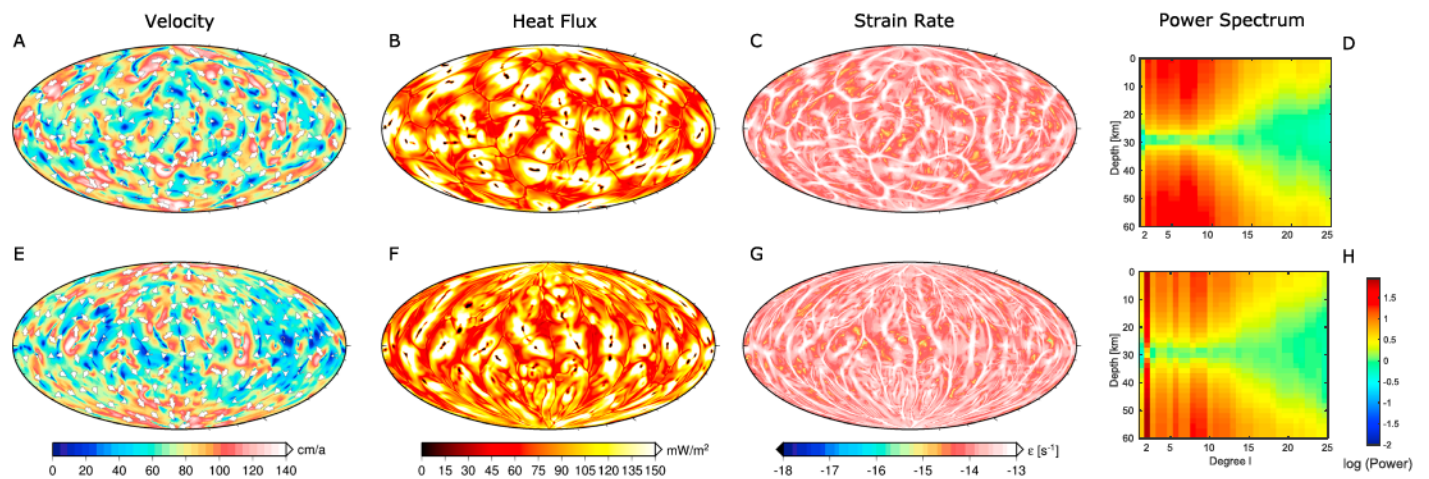 Velocity Heat Flux Strain Rate Power Spectrum
A B C D
0
10
20
30
40
50
60
Depth [km]
2 5 10 15 20 25
E F G H
0
10
20
30
40
50
60
Depth [km]
2 5 10 15 20 25
Degree l
1.5
1
0.5
0
-0.5
-1
-1.5
-2
log (Power)
0 20 40 60 80 100 120 140 cm/a
0 15 30 45 60 75 90 105 120 135 150 mW/m²
-18 -17 -16 -15 -14 -13 ε [s⁻¹]